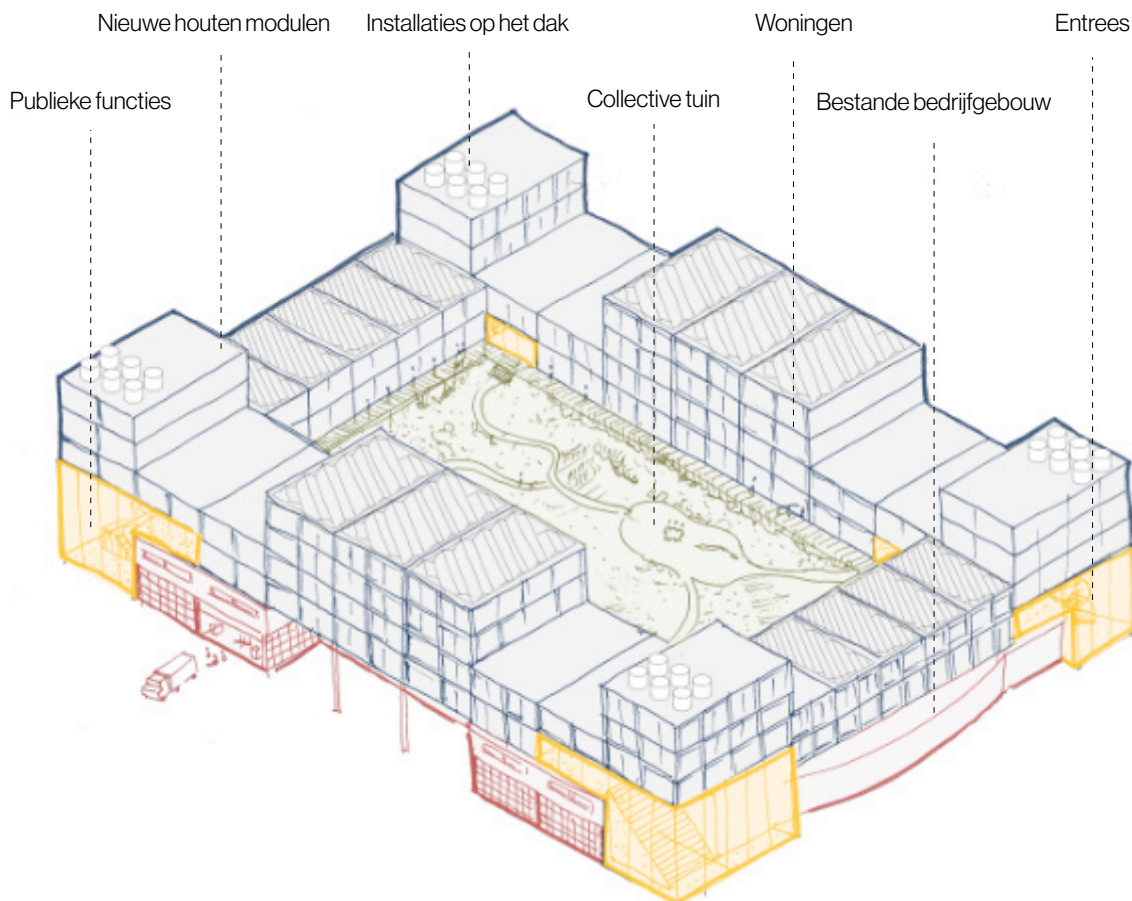 Nieuwe houten modulen
Installaties op het dak
Woningen
Entrees
Publieke functies
Collective tuin
Bestande bedrijfgebouw